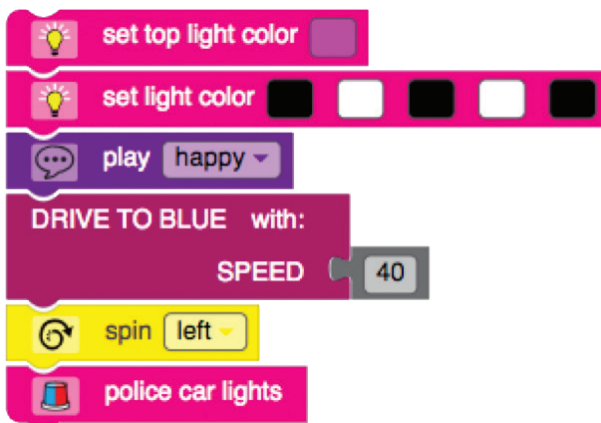 set top light color
set light color
play happy
DRIVE TO BLUE with:
SPEED 40
spin left
police car lights